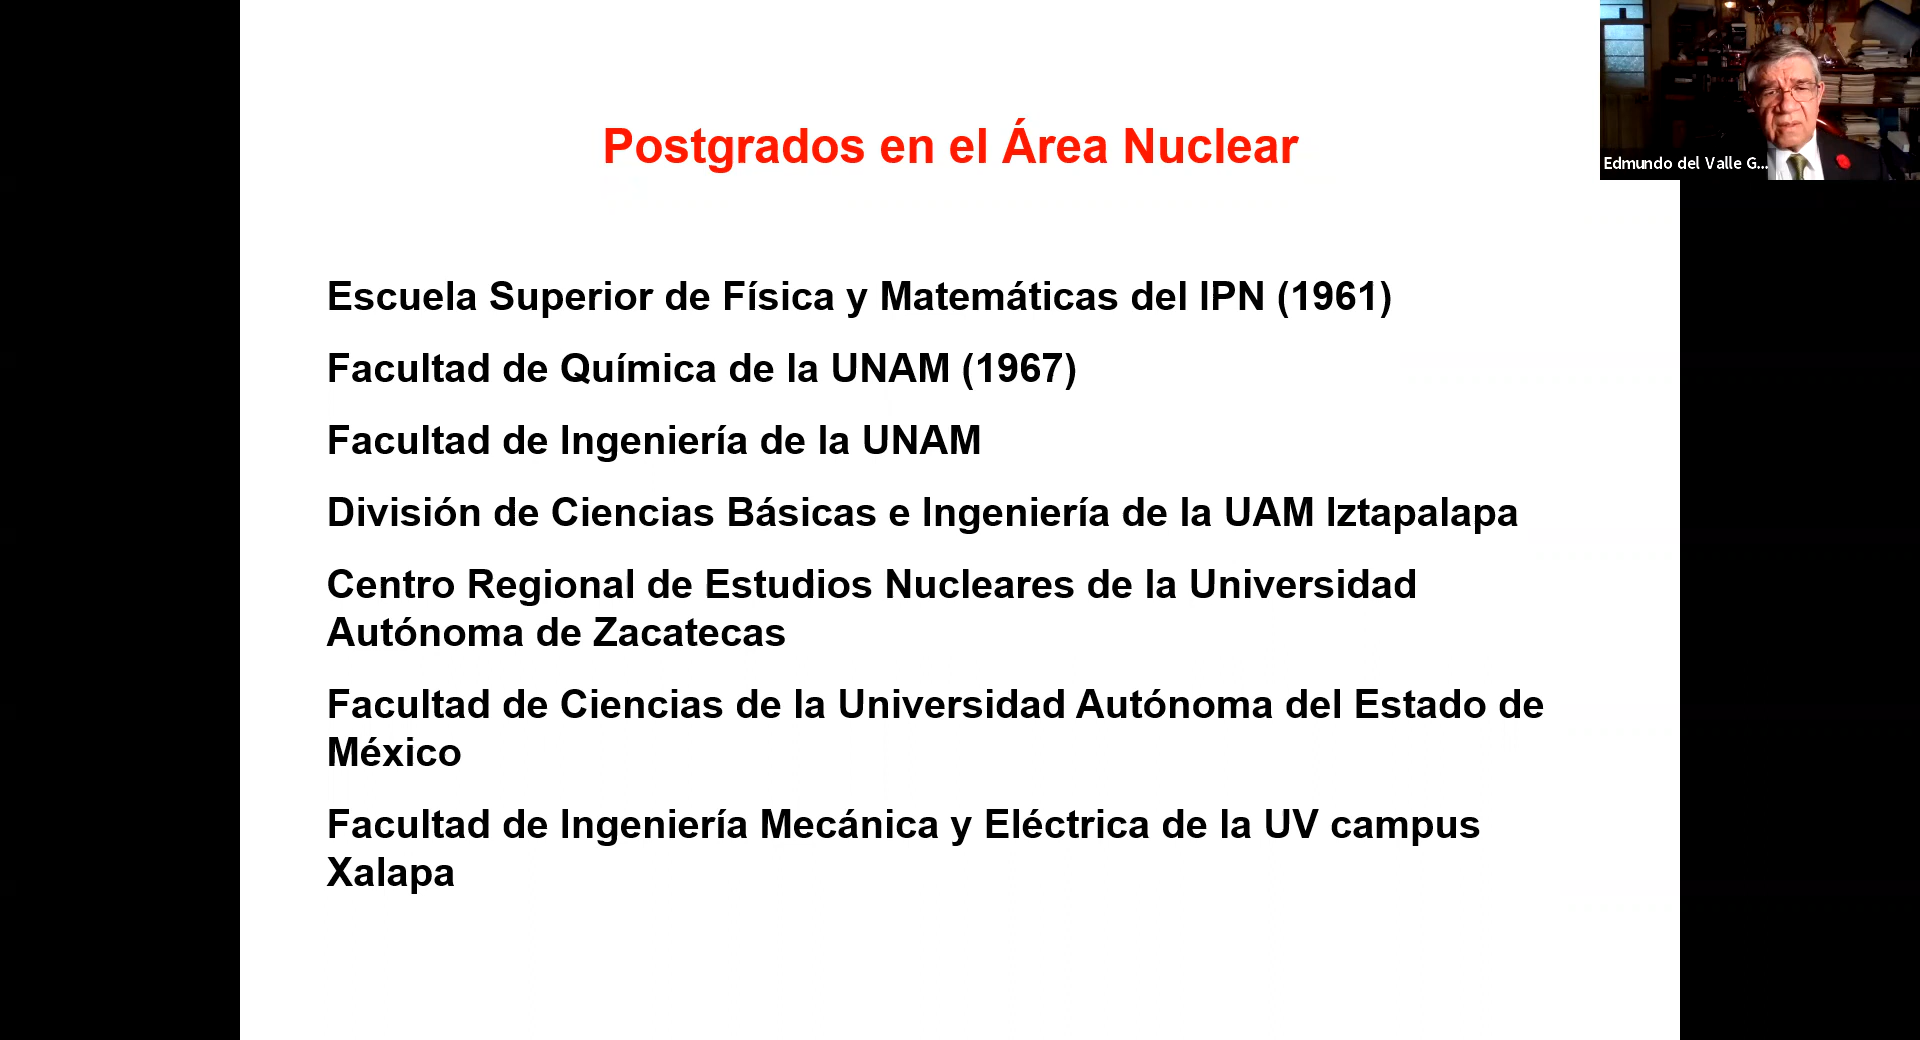 Postgrados en el Área Nuclear
Edmundo del Valle G...
Escuela Superior de Física y Matemáticas del IPN (1961)
Facultad de Química de la UNAM (1967)
Facultad de Ingeniería de la UNAM
División de Ciencias Básicas e Ingeniería de la UAM Iztapalapa
Centro Regional de Estudios Nucleares de la Universidad
Autónoma de Zacatecas
Facultad de Ciencias de la Universidad Autónoma del Estado de
México
Facultad de Ingeniería Mecánica y Eléctrica de la UV campus
Xalapa